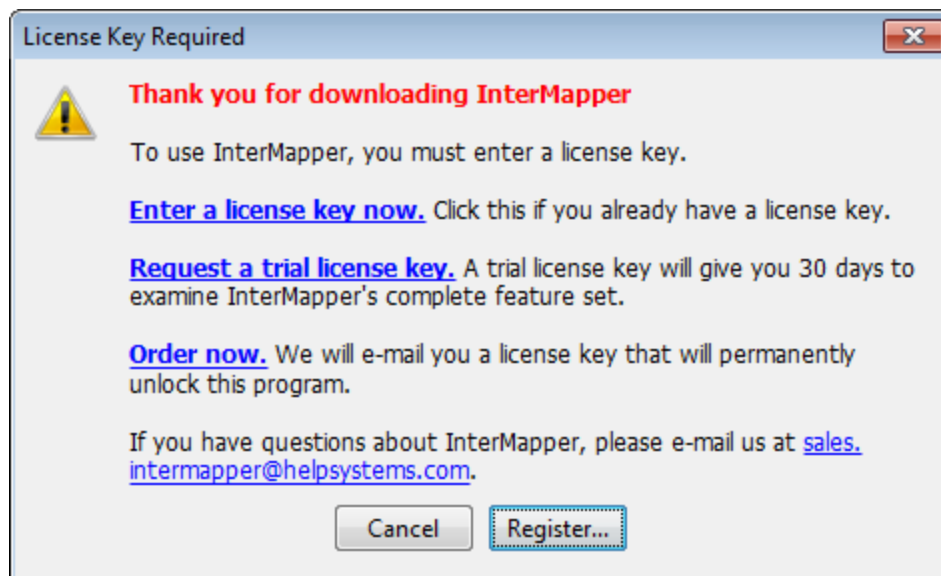 License Key Required
Thank you for downloading InterMapper
To use InterMapper, you must enter a license key.
Enter a license key now. Click this if you already have a license key.
Request a trial license key. A trial license key will give you 30 days to
examine InterMapper's complete feature set.
Order now. We will e-mail you a license key that will permanently
unlock this program.
If you have questions about InterMapper, please e-mail us at sales.
intermapper@helpsystems.com.
Cancel
Register...